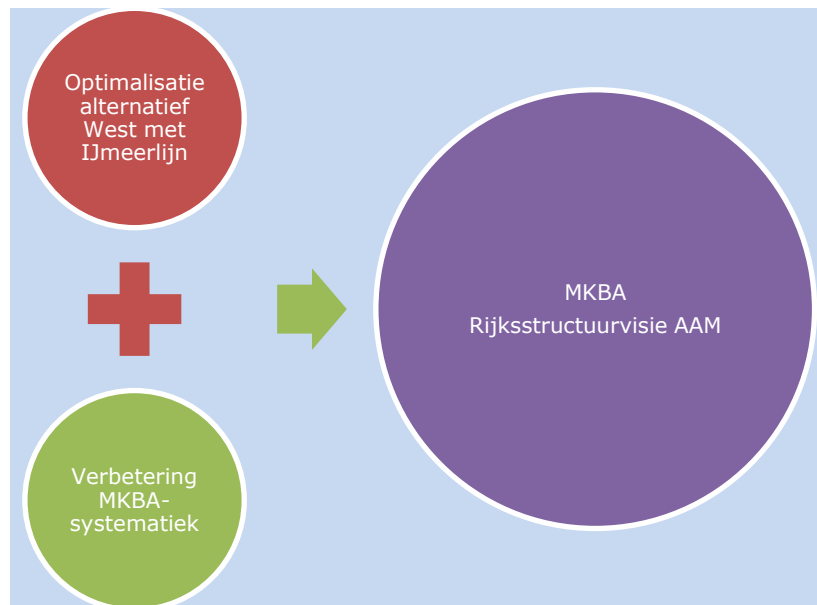 Optimalisatie
alternatief
West met
IJmeerlijn
Verbetering
MKBA-
systematiek
MKBA
Rijksstructuurvisie AAM